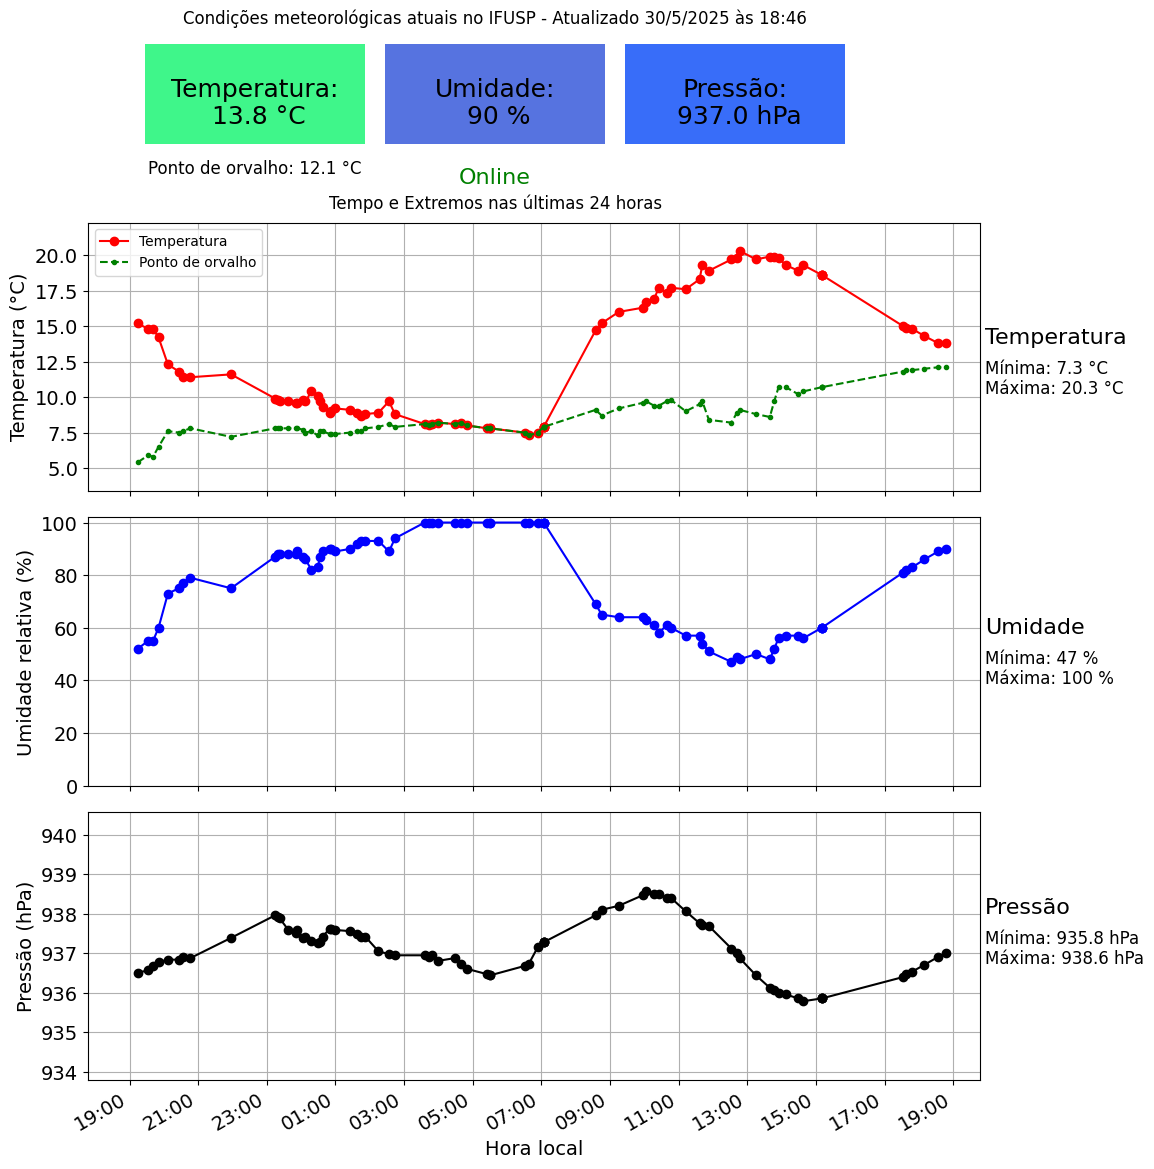 Condições meteorológicas atuais no IFUSP - Atualizado 30/5/2025 às 18:46
Temperatura:
13.8 °C
Umidade:
90 %
Pressão:
937.0 hPa
Ponto de orvalho: 12.1 °C
Online
Tempo e Extremos nas últimas 24 horas
Temperatura
Ponto de orvalho
Temperatura (°C)
20.0
17.5
15.0
12.5
10.0
7.5
5.0
Temperatura
Mínima: 7.3 °C
Máxima: 20.3 °C
Umidade relativa (%)
100
80
60
40
20
0
Umidade
Mínima: 47 %
Máxima: 100 %
Pressão (hPa)
940
939
938
937
936
935
934
Pressão
Mínima: 935.8 hPa
Máxima: 938.6 hPa
19:00 21:00 23:00 01:00 03:00 05:00 07:00 09:00 11:00 13:00 15:00 17:00 19:00
Hora local